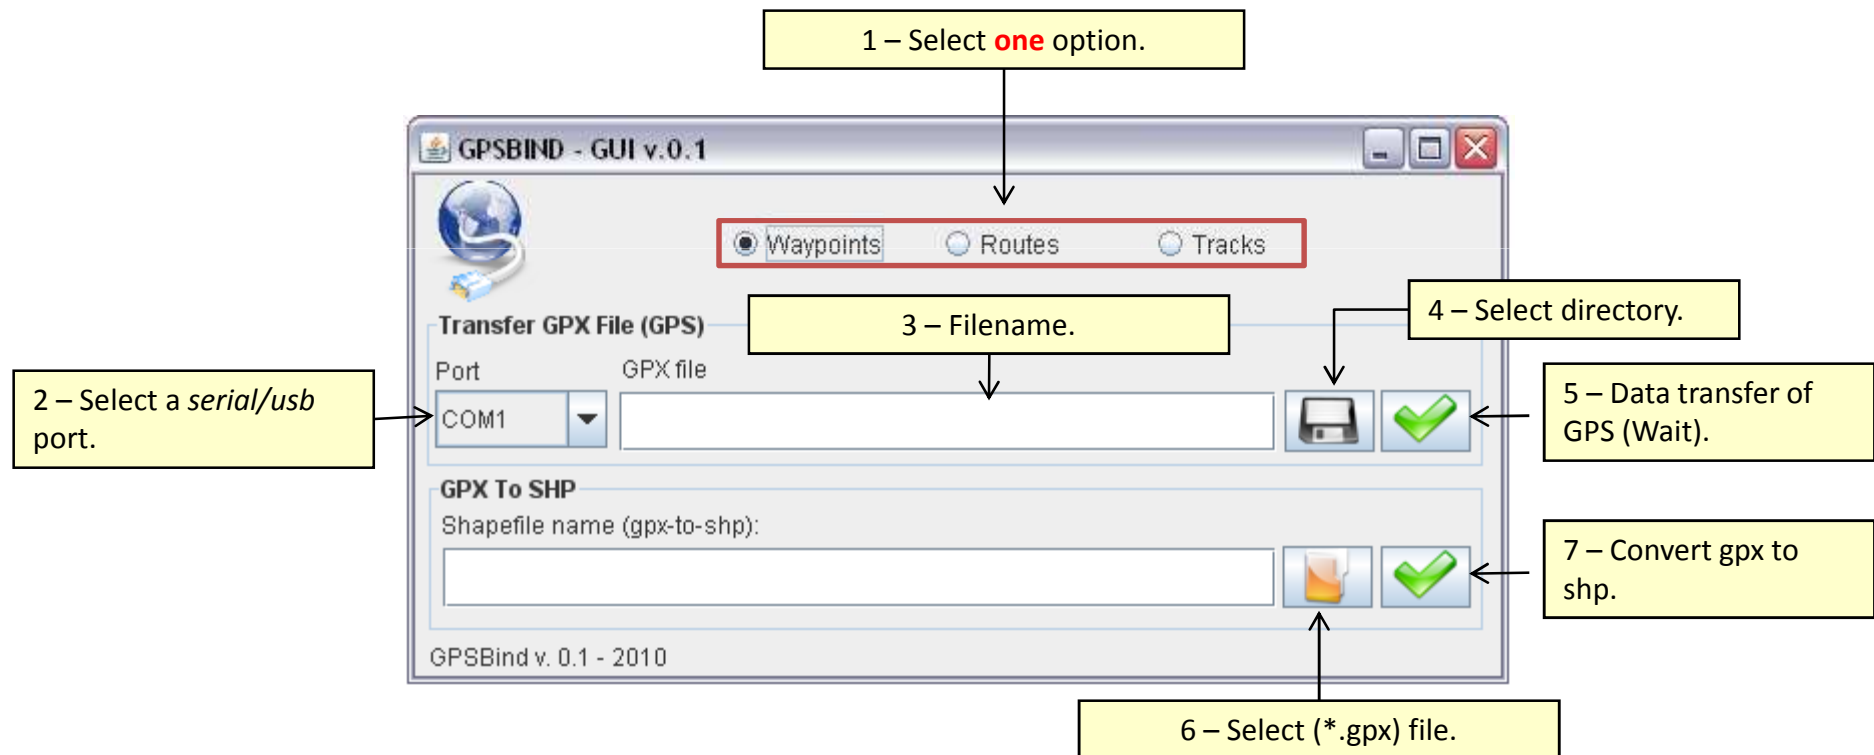 1 – Select one option.
GPSBIND - GUI v.0.1
Waypoints Routes Tracks
4 – Select directory.
Transfer GPX File (GPS)
3 – Filename.
Port GPX file
2 – Select a serial/usb
port.
COM1
5 – Data transfer of
GPS (Wait).
GPX To SHP
Shapefile name (gpx-to-shp):
7 – Convert gpx to
shp.
GPSBind v. 0.1 - 2010
6 – Select (*.gpx) file.